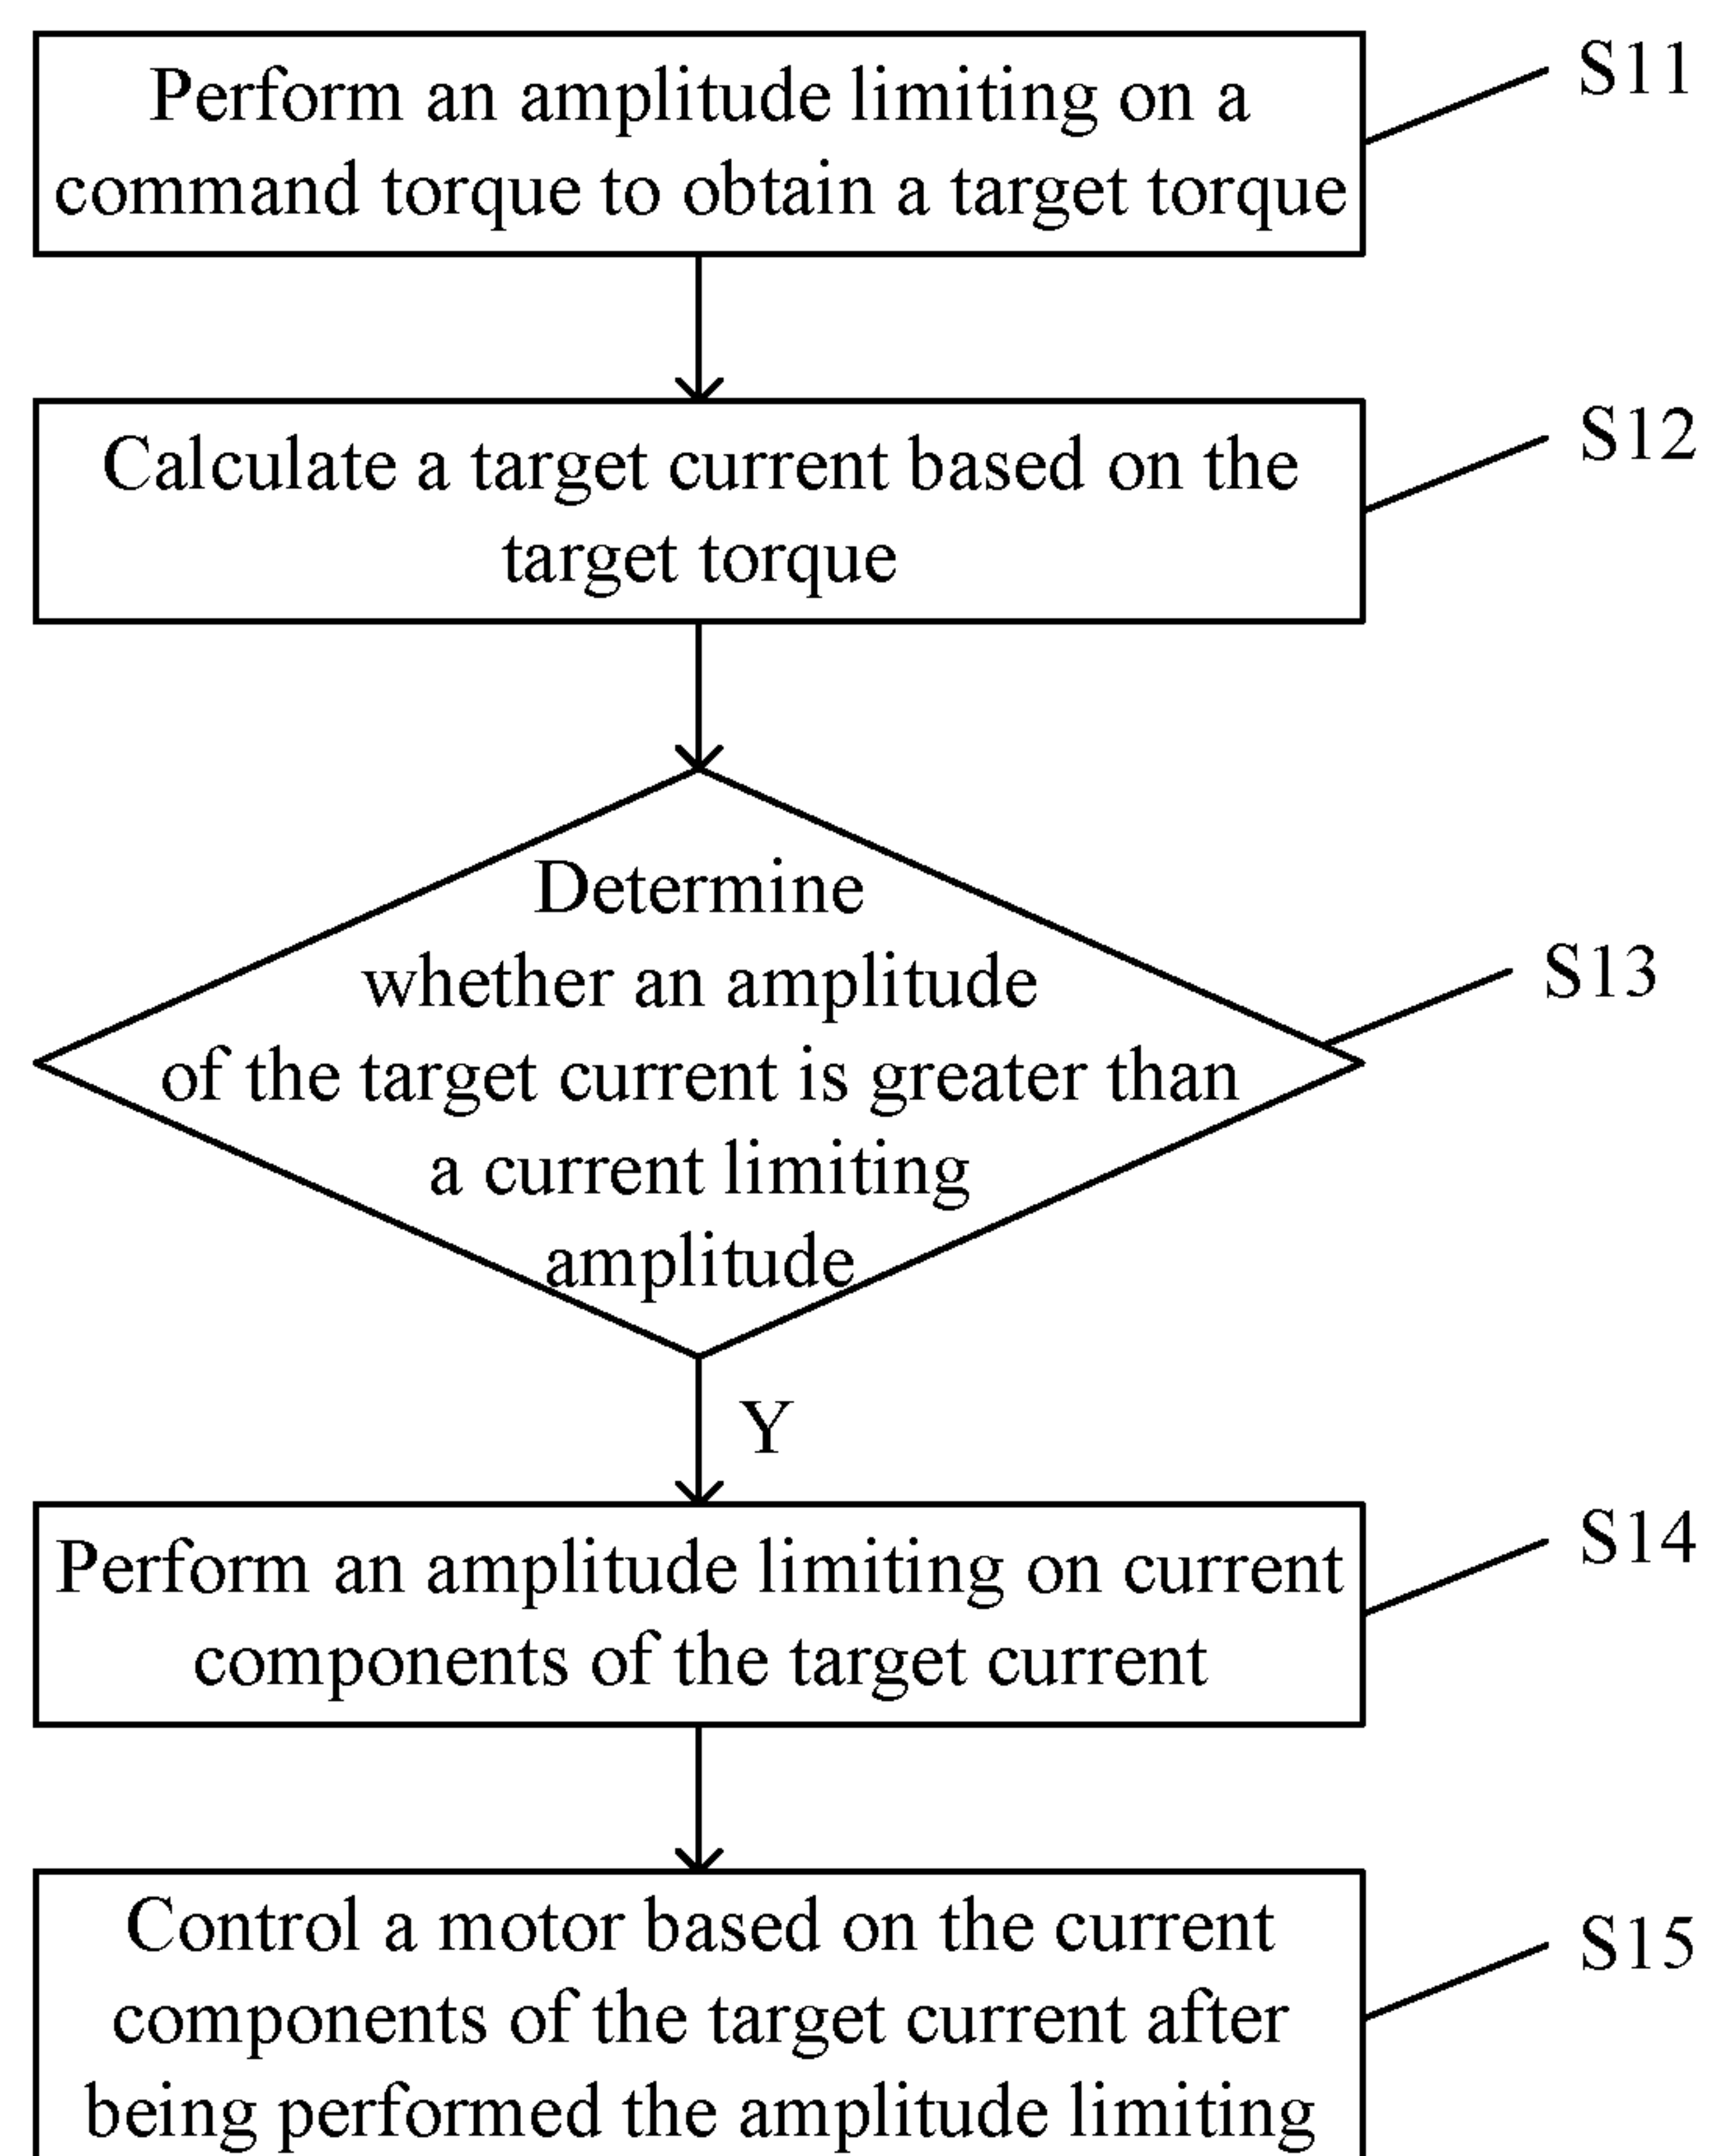 Perform an amplitude limiting on a
command torque to obtain a target torque
S11
Calculate a target current based on the
target torque
S12
Determine
whether an amplitude
of the target current is greater than
a current limiting
amplitude
S13
Y
Perform an amplitude limiting on current
components of the target current
S14
Control a motor based on the current
components of the target current after
being performed the amplitude limiting
S15